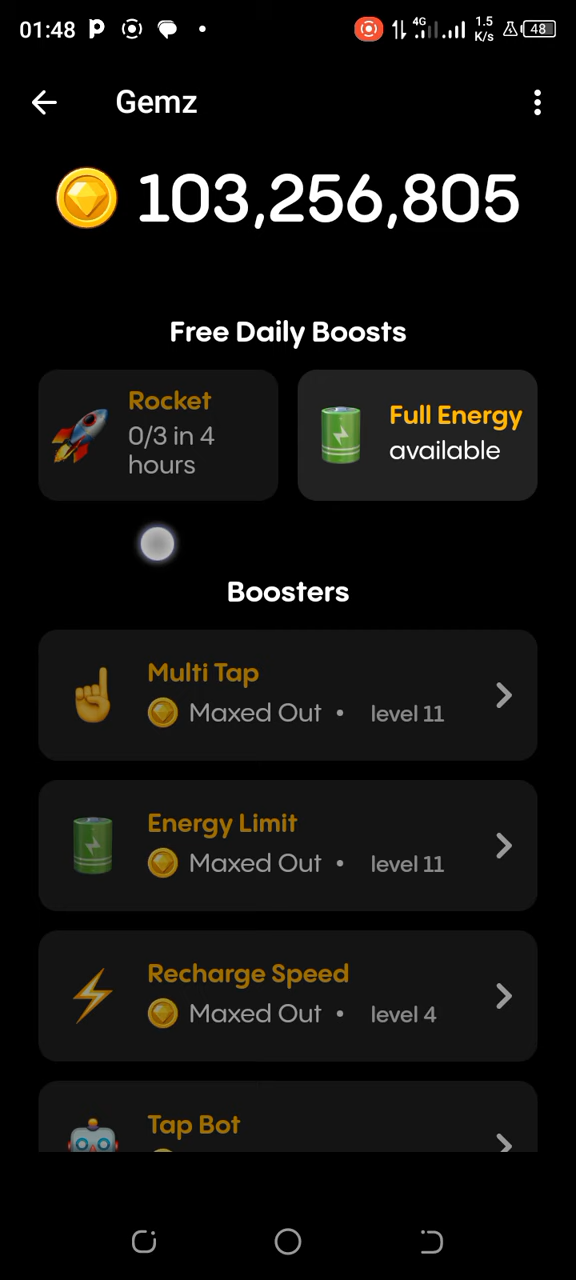 01:48 4G 1.5 K/s 48
Gemz
103,256,805
Free Daily Boosts
Rocket
0/3 in 4
hours
Full Energy
available
Boosters
Multi Tap
Maxed Out • level 11
Energy Limit
Maxed Out • level 11
Recharge Speed
Maxed Out • level 4
Tap Bot